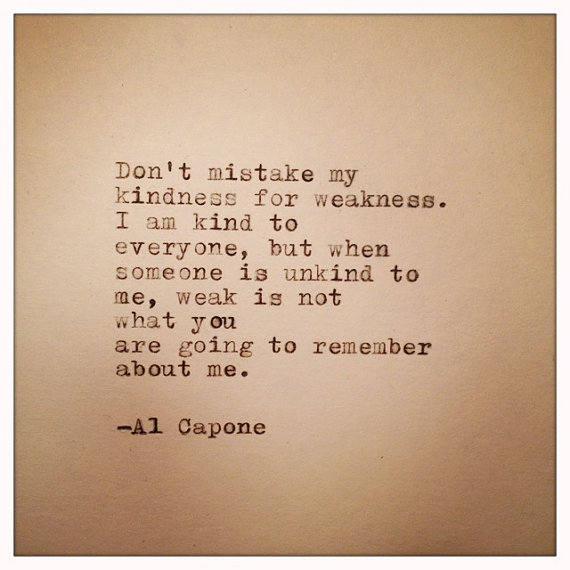 Don't mistake my
kindness for weakness.
I am kind to
everyone, but when
someone is unkind to
me, weak is not
what you
are going to remember
about me.
-Al Capone